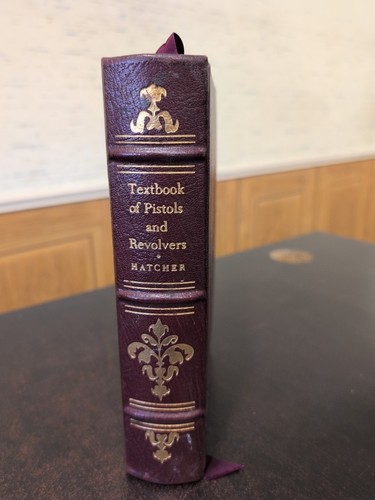 Textbook
of Pistols
and
Revolvers
HATCHER